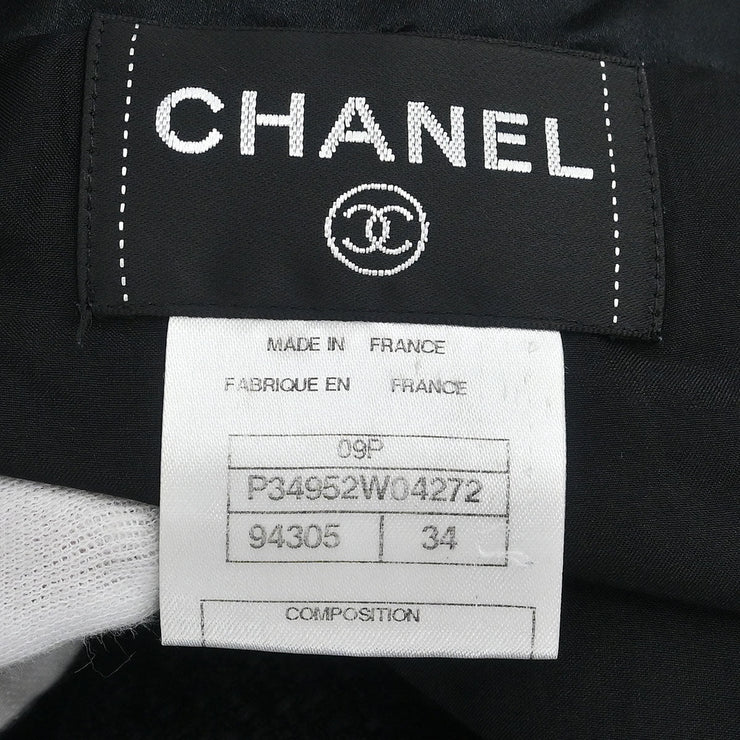 CHANEL
MADE IN FRANCE
FABRIQUE EN FRANCE
09P
P34952W04272
94305 34
COMPOSITION